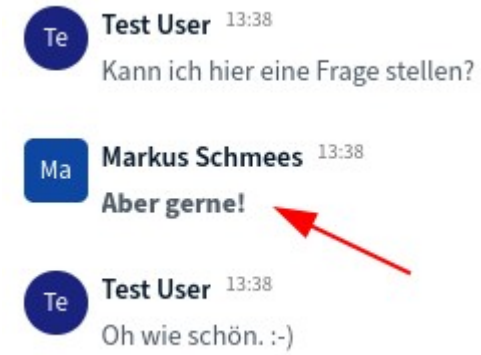 Te
Test User 13:38
Kann ich hier eine Frage stellen?
Ma
Markus Schmees 13:38
Aber gerne!
Te
Test User 13:38
Oh wie schön. :-)